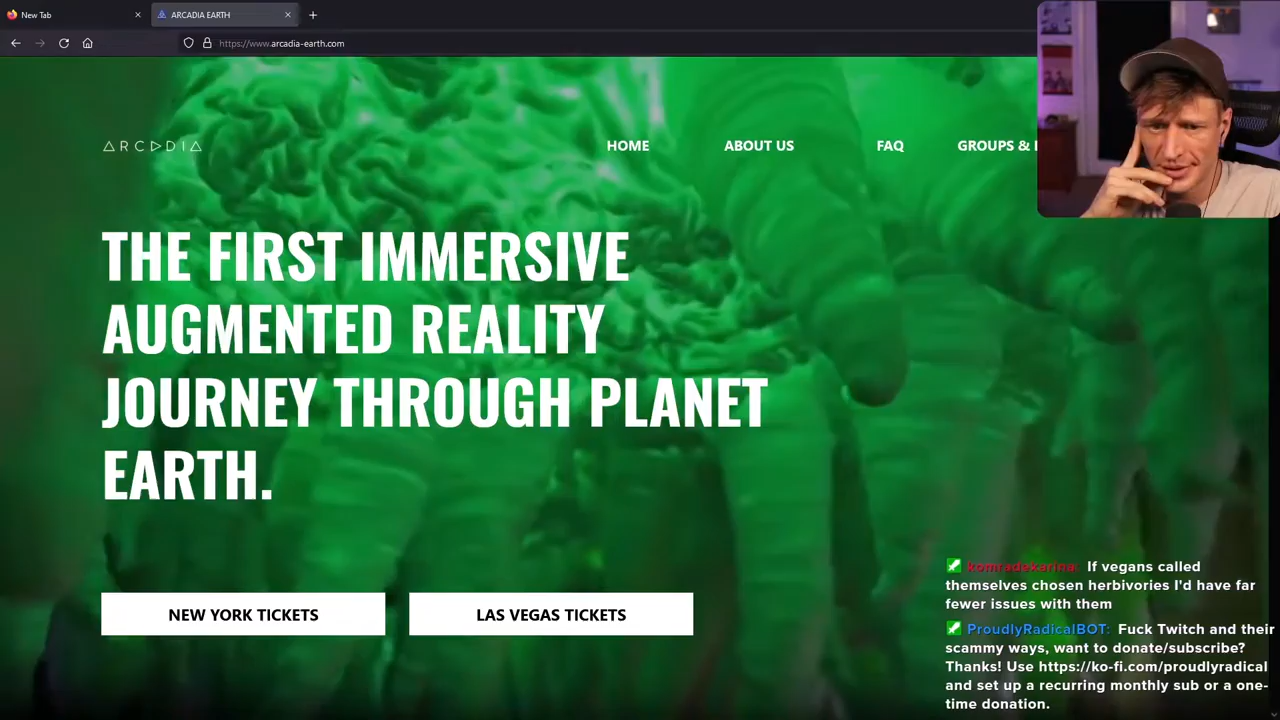 New Tab
ARCADIA EARTH
https://www.arcadia-earth.com
ARCADIA
HOME
ABOUT US
FAQ
GROUPS &
THE FIRST IMMERSIVE
AUGMENTED REALITY
JOURNEY THROUGH PLANET
EARTH.
NEW YORK TICKETS
LAS VEGAS TICKETS
komradekarina: If vegans called
themselves chosen herbivories I'd have far
fewer issues with them
ProudlyRadicalBOT: Fuck Twitch and their
scammy ways, want to donate/subscribe?
Thanks! Use https://ko-fi.com/proudlyradical
and set up a recurring monthly sub or a one-
time donation.